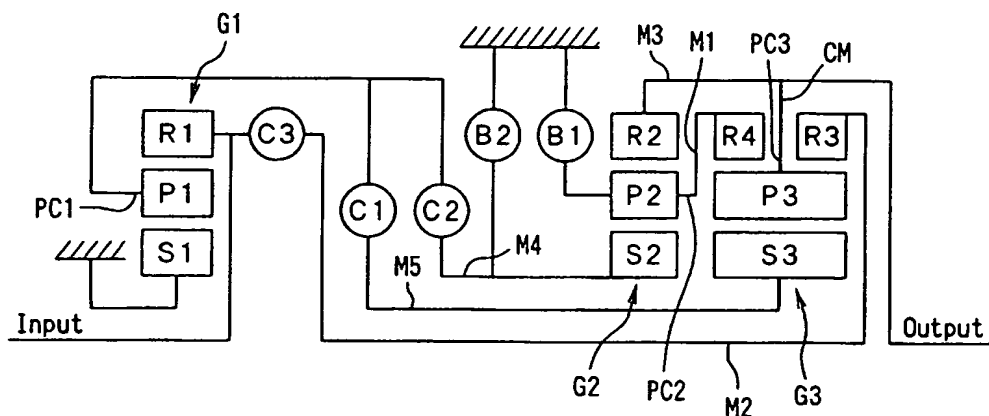 G1
M3
M1
PC3
CM
R1
C3
B2
B1
R2
R4
R3
P1
PC1
C1
C2
P2
P3
S1
M4
S2
S3
M5
Input
Output
G2
PC2
M2
G3